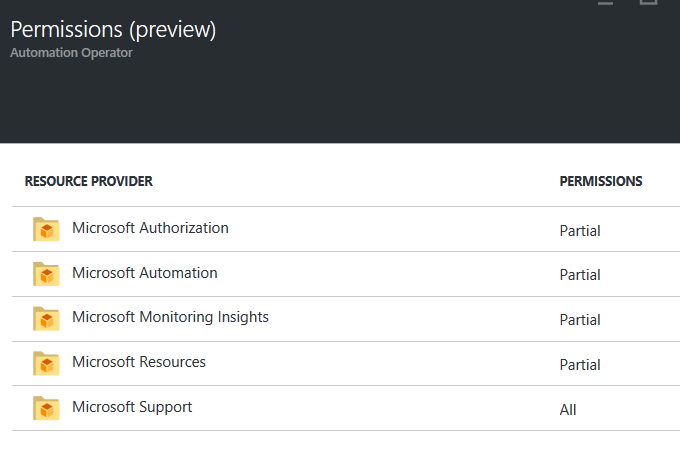 Permissions (preview)
Automation Operator
RESOURCE PROVIDER PERMISSIONS
Microsoft Authorization Partial
Microsoft Automation Partial
Microsoft Monitoring Insights Partial
Microsoft Resources Partial
Microsoft Support All